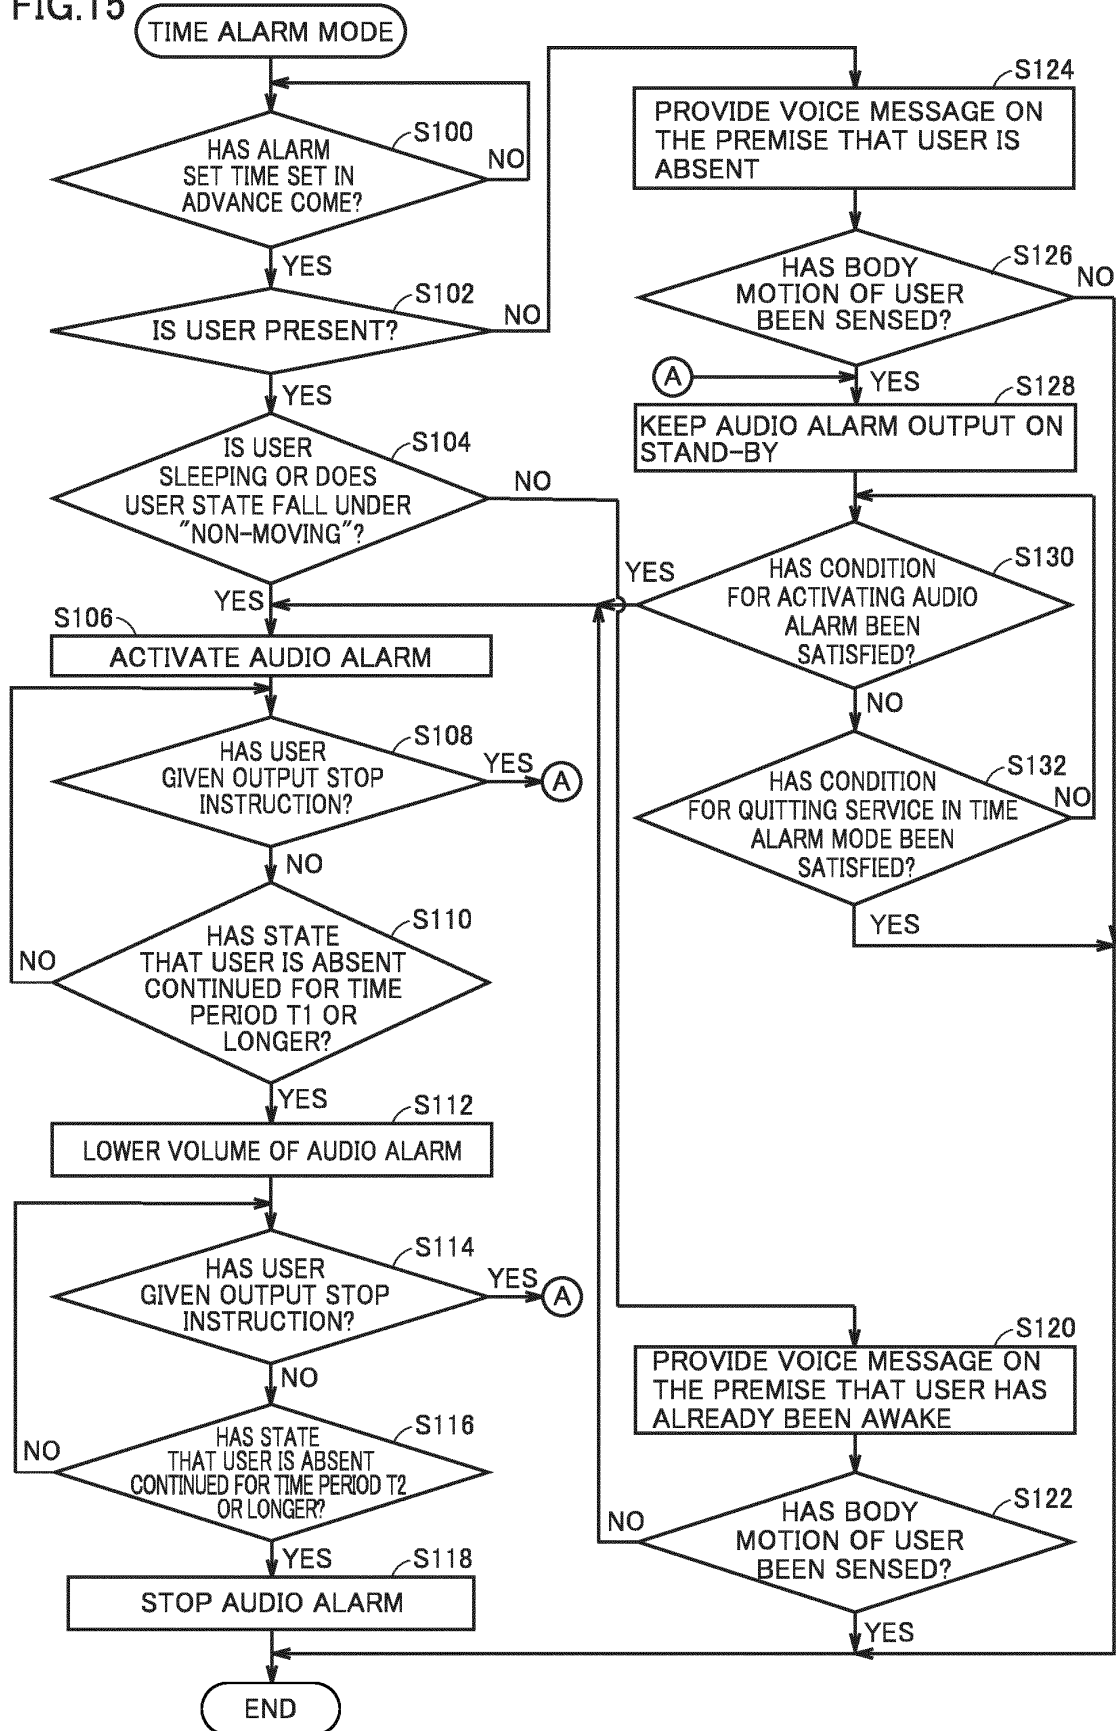 FIG.15
TIME ALARM MODE
S100
HAS ALARM
SET TIME SET IN
ADVANCE COME?
NO
YES
S102
IS USER PRESENT?
NO
YES
S104
IS USER
SLEEPING OR DOES
USER STATE FALL UNDER
"NON-MOVING"?
NO
YES
S106
ACTIVATE AUDIO ALARM
S108
HAS USER
GIVEN OUTPUT STOP
INSTRUCTION?
YES
A
NO
S110
HAS STATE
THAT USER IS ABSENT
CONTINUED FOR TIME
PERIOD T1 OR
LONGER?
NO
YES
S112
LOWER VOLUME OF AUDIO ALARM
S114
HAS USER
GIVEN OUTPUT STOP
INSTRUCTION?
YES
A
NO
S116
HAS STATE
THAT USER IS ABSENT
CONTINUED FOR TIME PERIOD T2
OR LONGER?
NO
YES
S118
STOP AUDIO ALARM
END
S124
PROVIDE VOICE MESSAGE ON
THE PREMISE THAT USER IS
ABSENT
S126
HAS BODY
MOTION OF USER
BEEN SENSED?
NO
A
YES
S128
KEEP AUDIO ALARM OUTPUT ON
STAND-BY
S130
HAS CONDITION
FOR ACTIVATING AUDIO
ALARM BEEN
SATISFIED?
YES
NO
S132
HAS CONDITION
FOR QUITTING SERVICE IN TIME
ALARM MODE BEEN
SATISFIED?
NO
YES
S120
PROVIDE VOICE MESSAGE ON
THE PREMISE THAT USER HAS
ALREADY BEEN AWAKE
S122
HAS BODY
MOTION OF USER
BEEN SENSED?
NO
YES